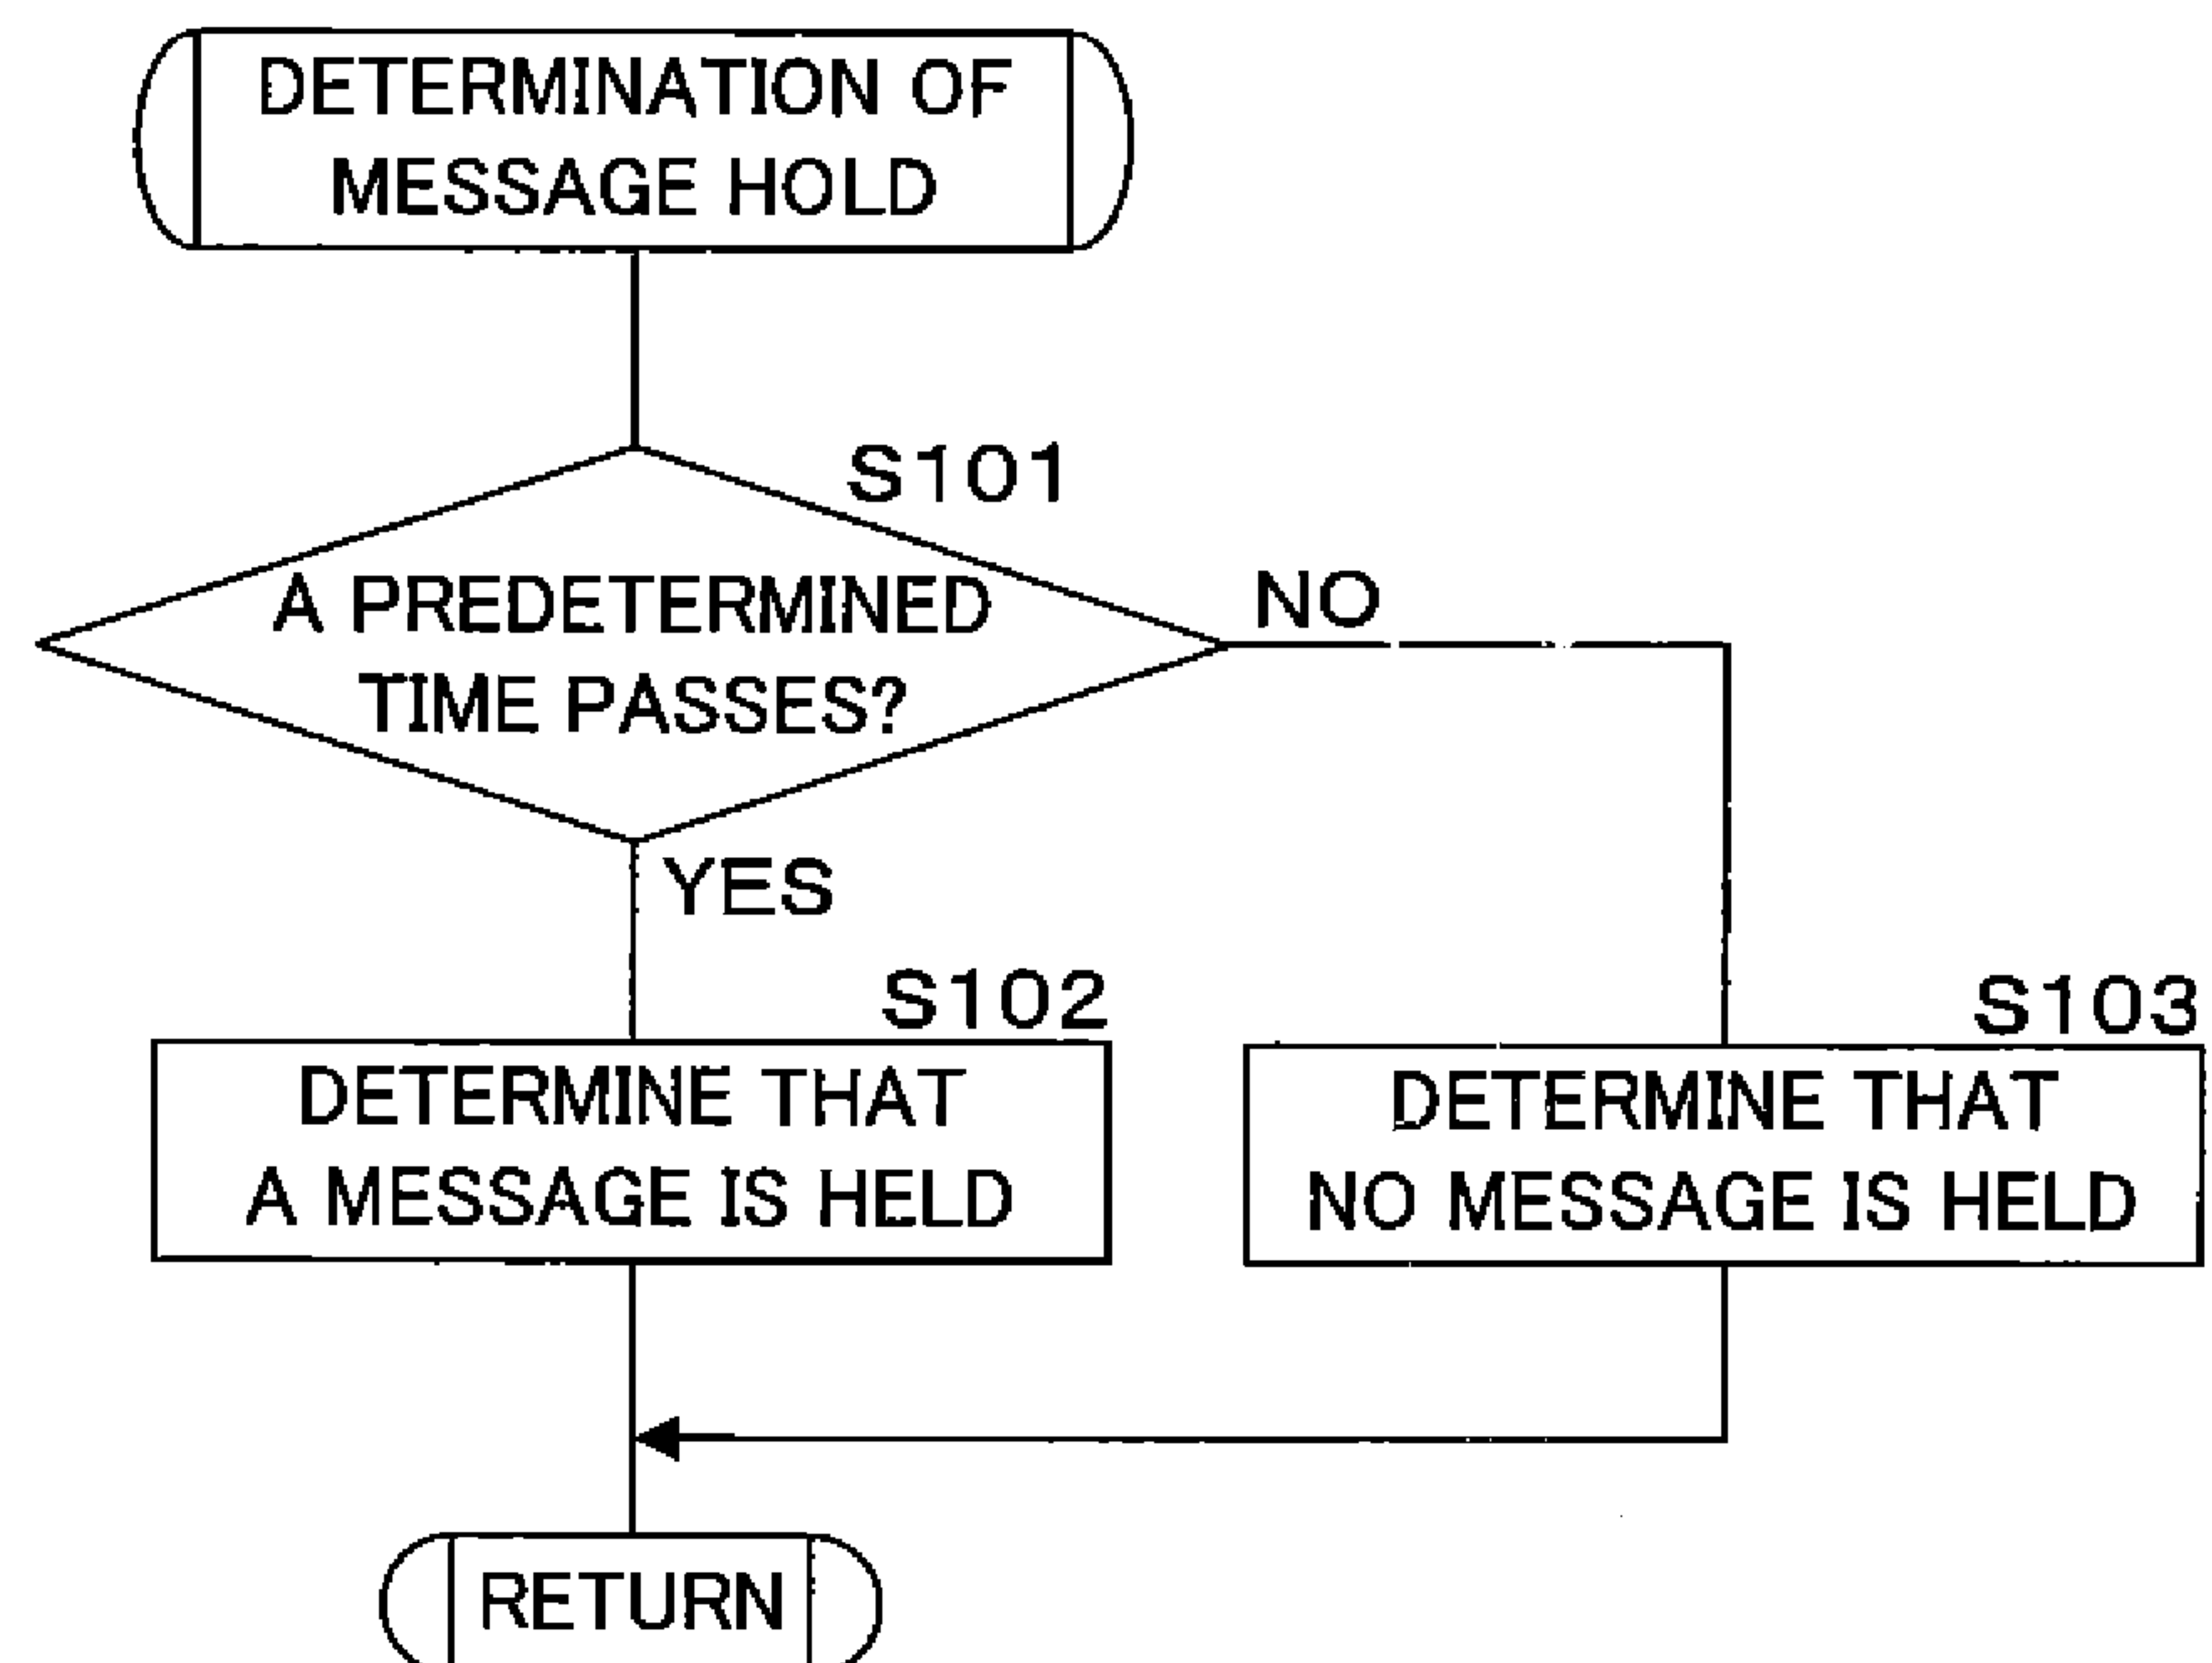 DETERMINATION OF
MESSAGE HOLD
S101
A PREDETERMINED
TIME PASSES?
NO
YES
S102
DETERMINE THAT
A MESSAGE IS HELD
S103
DETERMINE THAT
NO MESSAGE IS HELD
RETURN